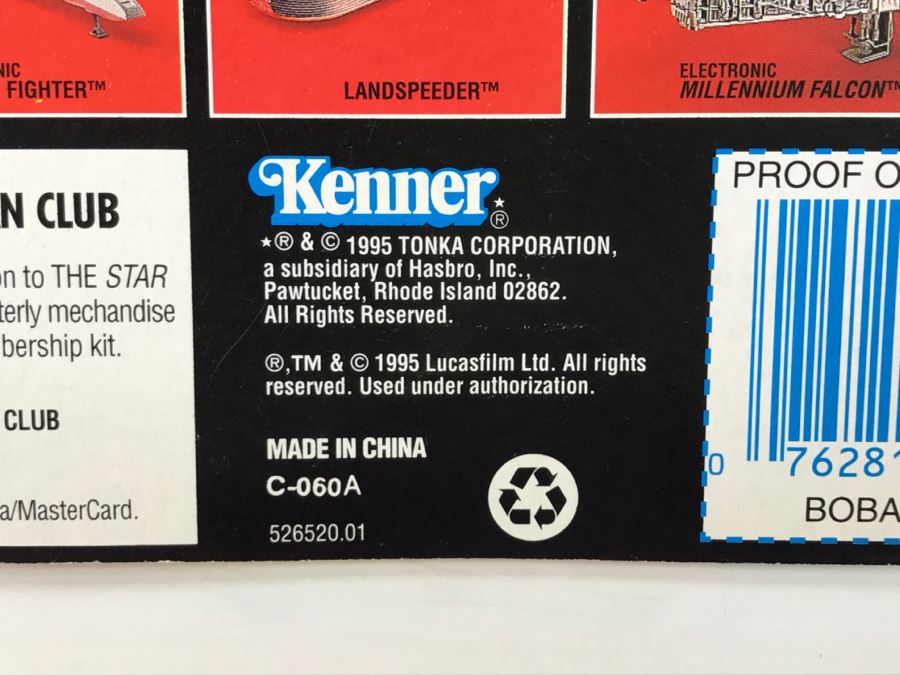 NIC
FIGHTER™
LANDSPEEDER™
ELECTRONIC
MILLENNIUM FALCON™
N CLUB
on to THE STAR
terly mechandise
bership kit.
CLUB
a/MasterCard.
Kenner
★® & © 1995 TONKA CORPORATION,
a subsidiary of Hasbro, Inc.,
Pawtucket, Rhode Island 02862.
All Rights Reserved.
®,TM & © 1995 Lucasfilm Ltd. All rights
reserved. Used under authorization.
MADE IN CHINA
C-060A
526520.01
PROOF O
0 76281
BOBA